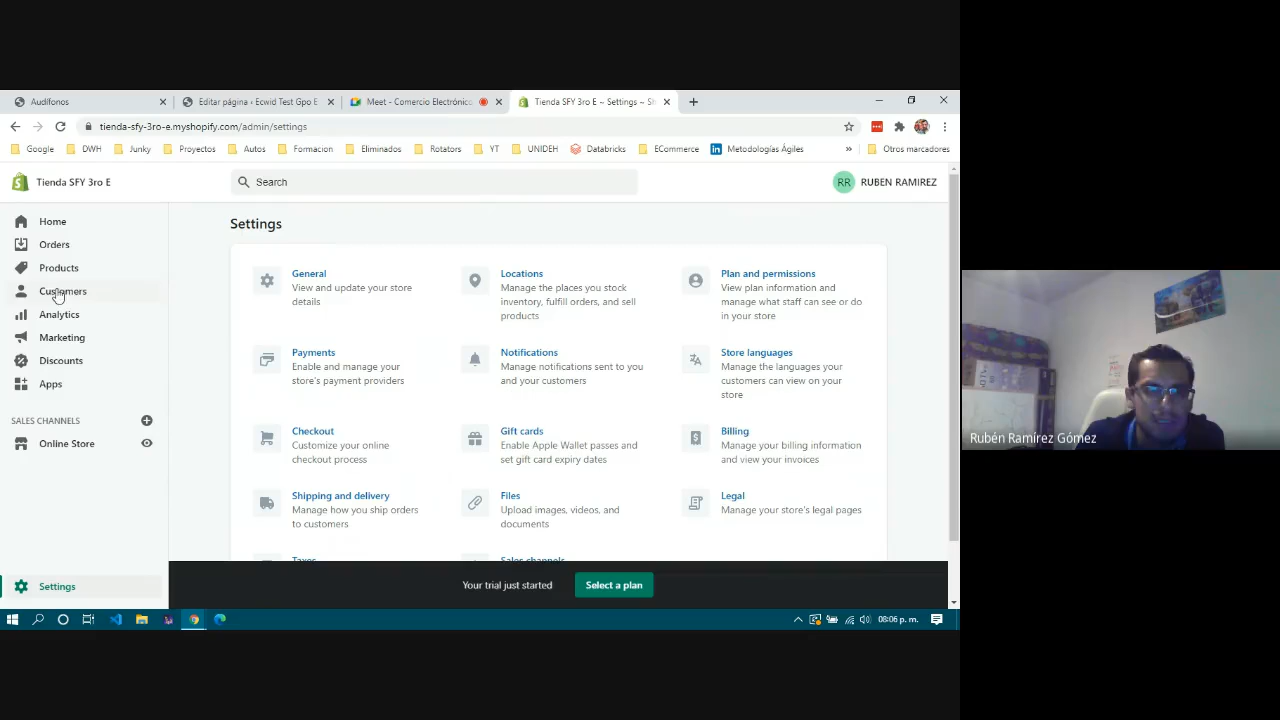 Audífonos
Editar página ‹ Ecwid Test Gpo E
Meet - Comercio Electrónic
Tienda SFY 3ro E ~ Settings ~ Sh
tienda-sfy-3ro-e.myshopify.com/admin/settings
Google
DWH
Junky
Proyectos
Autos
Formacion
Eliminados
Rotators
YT
UNIDEH
Databricks
ECommerce
Metodologías Ágiles
»
Otros marcadores
Tienda SFY 3ro E
Search
RR
RUBEN RAMIREZ
Home
Orders
Products
Customers
Analytics
Marketing
Discounts
Apps
SALES CHANNELS
Online Store
Settings
Settings
General
View and update your store
details
Locations
Manage the places you stock
inventory, fulfill orders, and sell
products
Plan and permissions
View plan information and
manage what staff can see or do
in your store
Payments
Enable and manage your
store's payment providers
Notifications
Manage notifications sent to you
and your customers
Store languages
Manage the languages your
customers can view on your
store
Checkout
Customize your online
checkout process
Gift cards
Enable Apple Wallet passes and
set gift card expiry dates
Billing
Manage your billing information
and view your invoices
Shipping and delivery
Manage how you ship orders
to customers
Files
Upload images, videos, and
documents
Legal
Manage your store's legal pages
Taxes
Sales channels
Your trial just started
Select a plan
08:06 p. m.
Rubén Ramírez Gómez